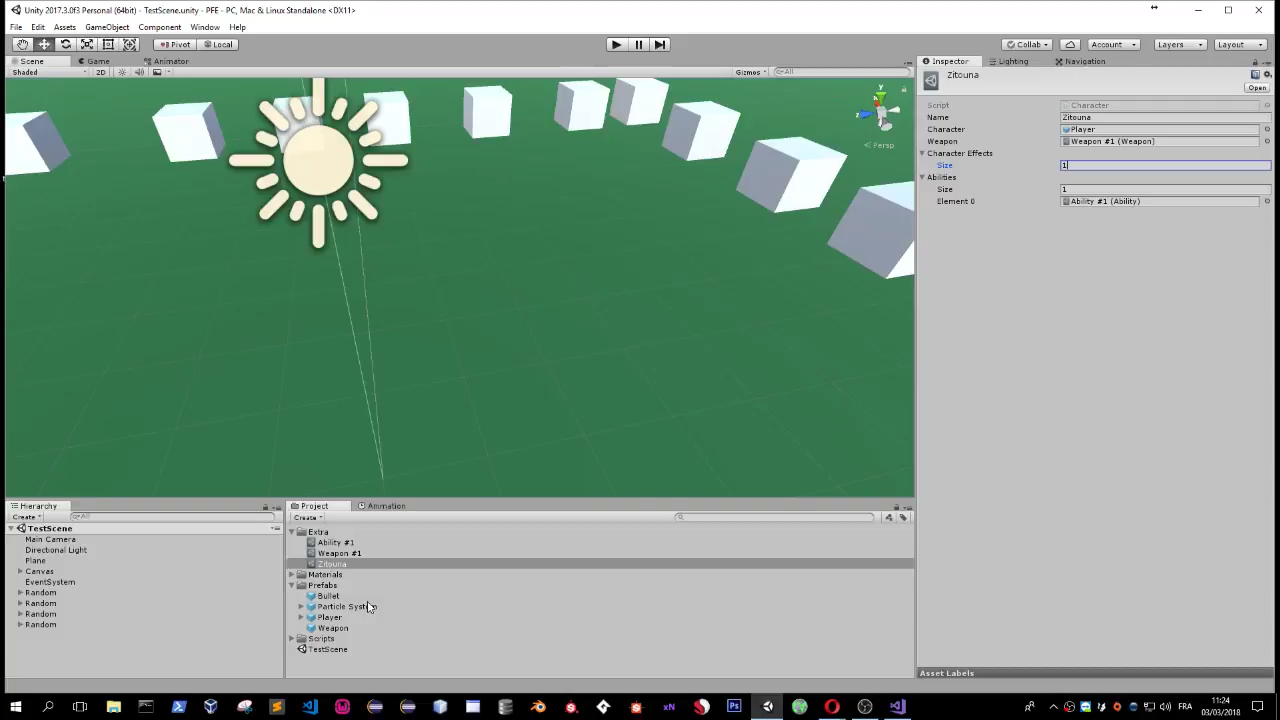 Unity 2017.3.0f3 Personal (64bit) - TestScene.unity - PFE - PC, Mac & Linux Standalone <DX11>
File Edit Assets GameObject Component Window Help
Pivot Local Collab Account Layers Layout
Scene Game Animator
Shaded 2D Gizmos All
y
z
Persp
Inspector Lighting Navigation
Zitouna
Open
Script Character
Name Zitouna
Character Player
Weapon Weapon #1 (Weapon)
Character Effects
Size 1
Abilities
Size 1
Element 0 Ability #1 (Ability)
Hierarchy
Create All
TestScene
Main Camera
Directional Light
Plane
Canvas
EventSystem
Random
Random
Random
Random
Project Animation
Create
Extra
Ability #1
Weapon #1
Zitouna
Materials
Prefabs
Bullet
Particle System
Player
Weapon
Scripts
TestScene
Asset Labels
xN
Ps
FRA
11:24
03/03/2018